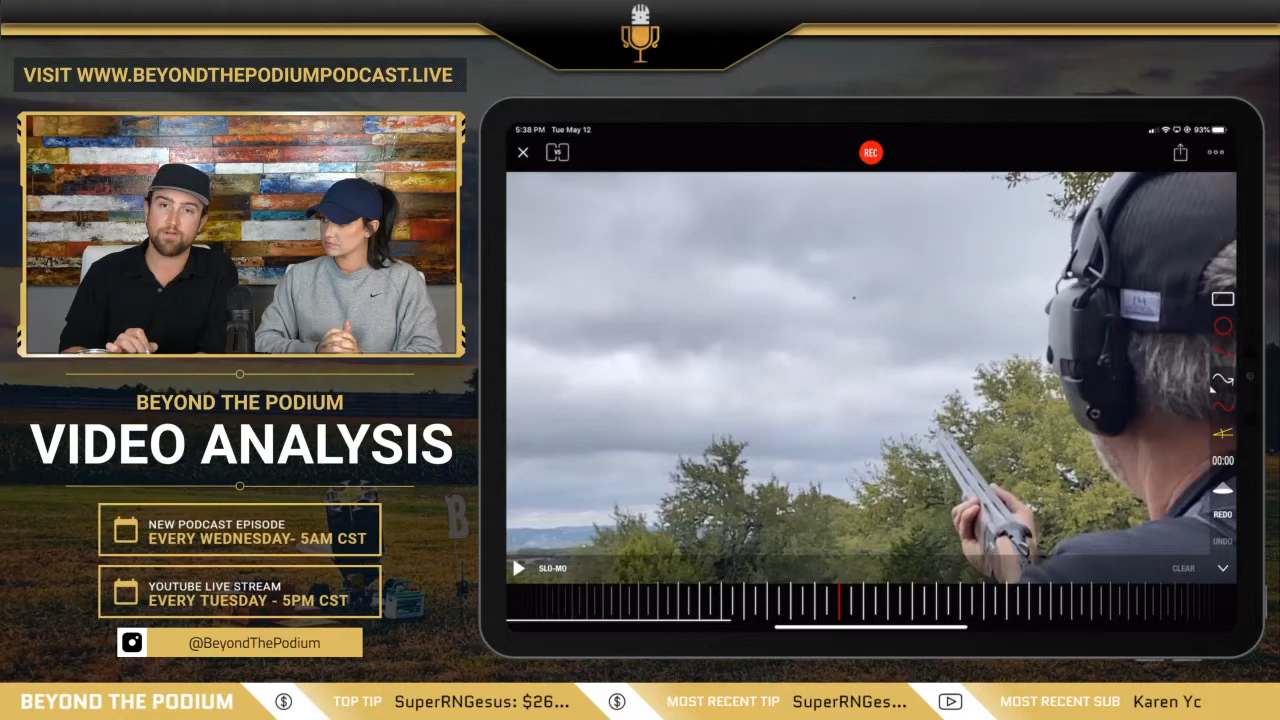 VISIT WWW.BEYONDTHEPODIUMPODCAST.LIVE
5:38 PM Tue May 12
93%
VS
REC
00:00
REDO
UNDO
SLO-MO
CLEAR
BEYOND THE PODIUM
VIDEO ANALYSIS
NEW PODCAST EPISODE
EVERY WEDNESDAY- 5AM CST
YOUTUBE LIVE STREAM
EVERY TUESDAY - 5PM CST
@BeyondThePodium
B
BEYOND THE PODIUM
TOP TIP SuperRNGesus: $26...
MOST RECENT TIP SuperRNGes...
MOST RECENT SUB Karen Yc